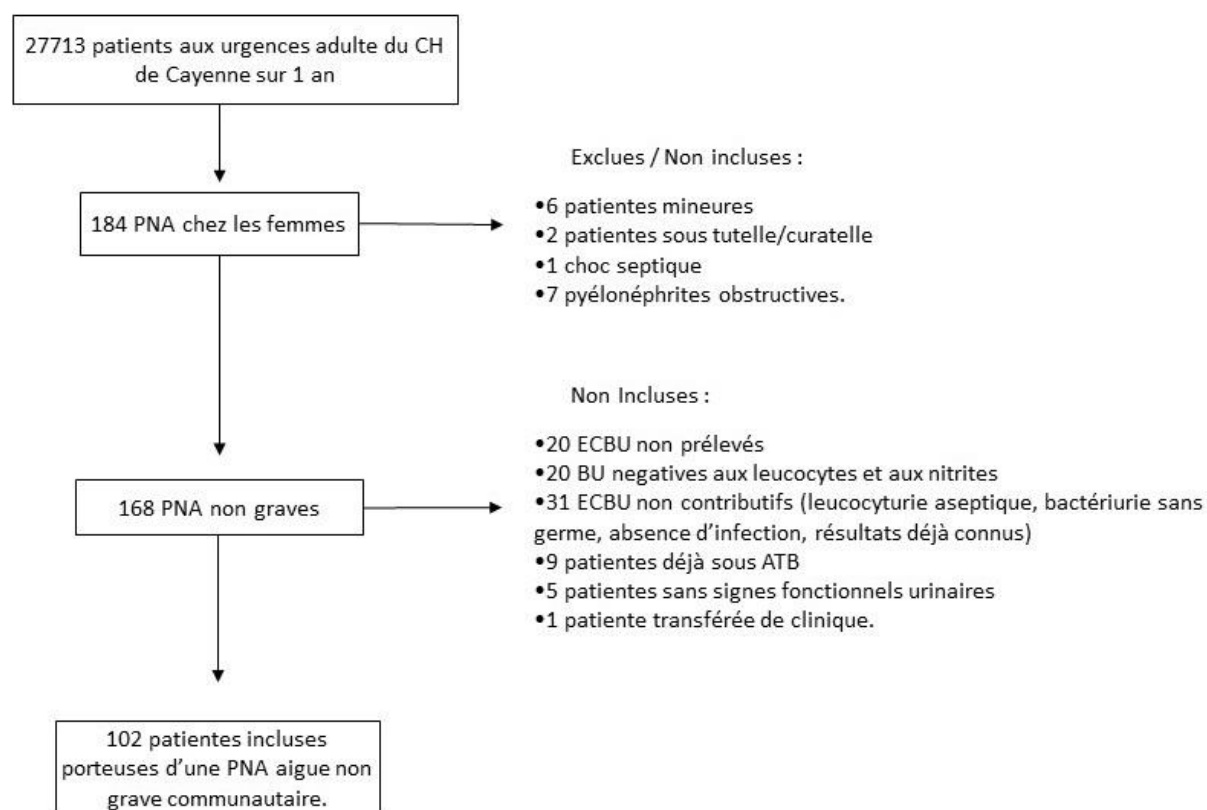 27713 patients aux urgences adulte du CH
de Cayenne sur 1 an
Exclues / Non incluses :
184 PNA chez les femmes
•6 patientes mineures
•2 patientes sous tutelle/curatelle
•1 choc septique
•7 pyélonéphrites obstructives.
Non Incluses :
168 PNA non graves
•20 ECBU non prélevés
•20 BU negatives aux leucocytes et aux nitrites
•31 ECBU non contributifs (leucocyturie aseptique, bactériurie sans
germe, absence d'infection, résultats déjà connus)
•9 patientes déjà sous ATB
•5 patientes sans signes fonctionnels urinaires
•1 patiente transférée de clinique.
102 patientes incluses
porteuses d'une PNA aigue non
grave communautaire.